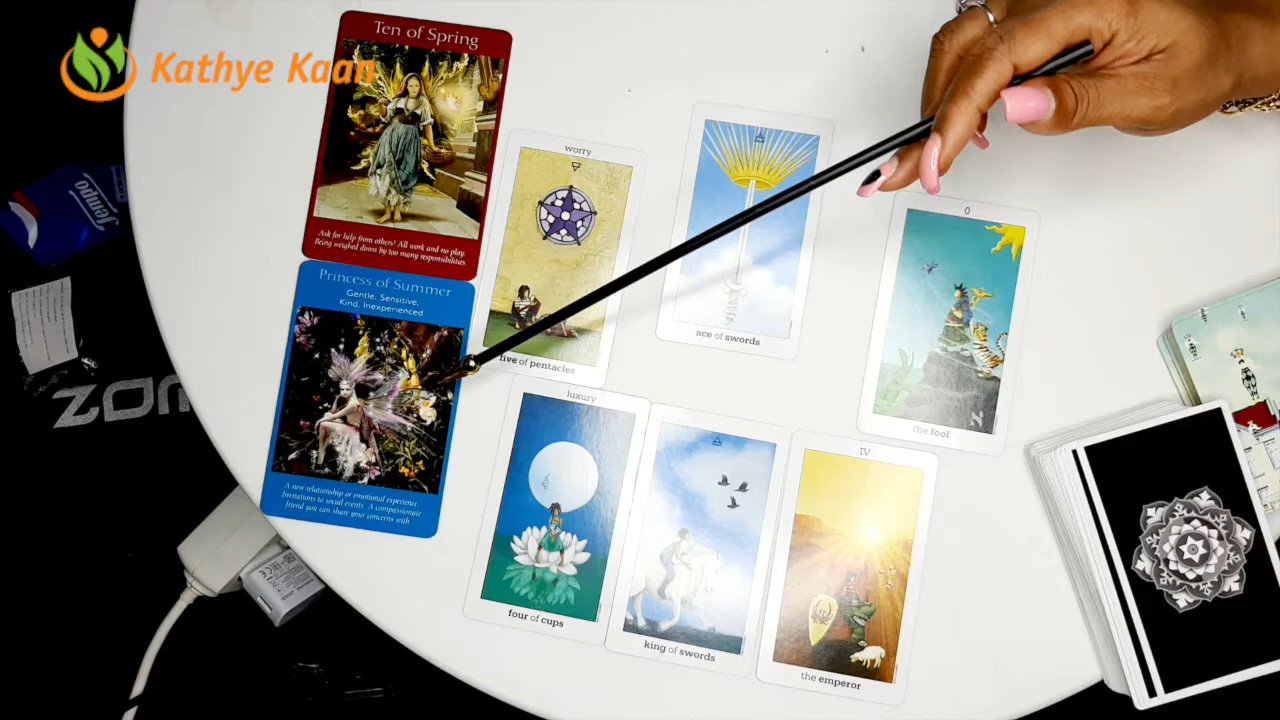 Kathye Kaan
Ten of Spring
Ask for help from others! All work and no play.
Being weighed down by too many responsibilities.
Princess of Summer
Gentle, Sensitive,
Kind, Inexperienced
A new relationship or emotional experience
Invitations to social events. A compassionate
friend you can share your concerns with
worry
five of pentacles
ace of swords
0
the fool
luxury
four of cups
king of swords
IV
the emperor
Tempo
ZON